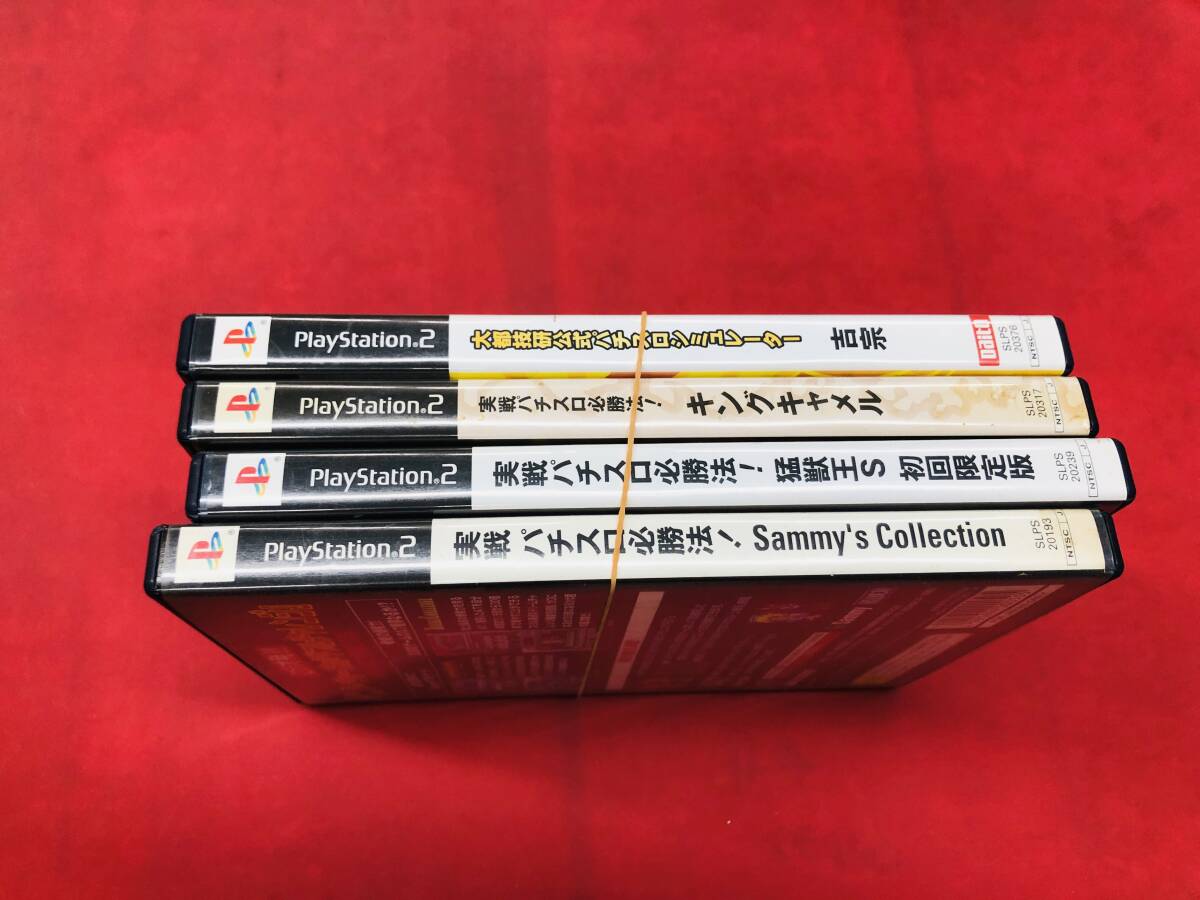 PlayStation®2 大都技研公式パチスロシミュレーター 吉宗 Daito SLPS 20376 NTSC J
PlayStation®2 実戦パチスロ必勝法! キングキャメル SLPS 20317 NTSC J
PlayStation®2 実戦パチスロ必勝法! 猛獣王S 初回限定版 SLPS 20239 NTSC J
PlayStation®2 実戦パチスロ必勝法! Sammy's Collection SLPS 20193 NTSC J